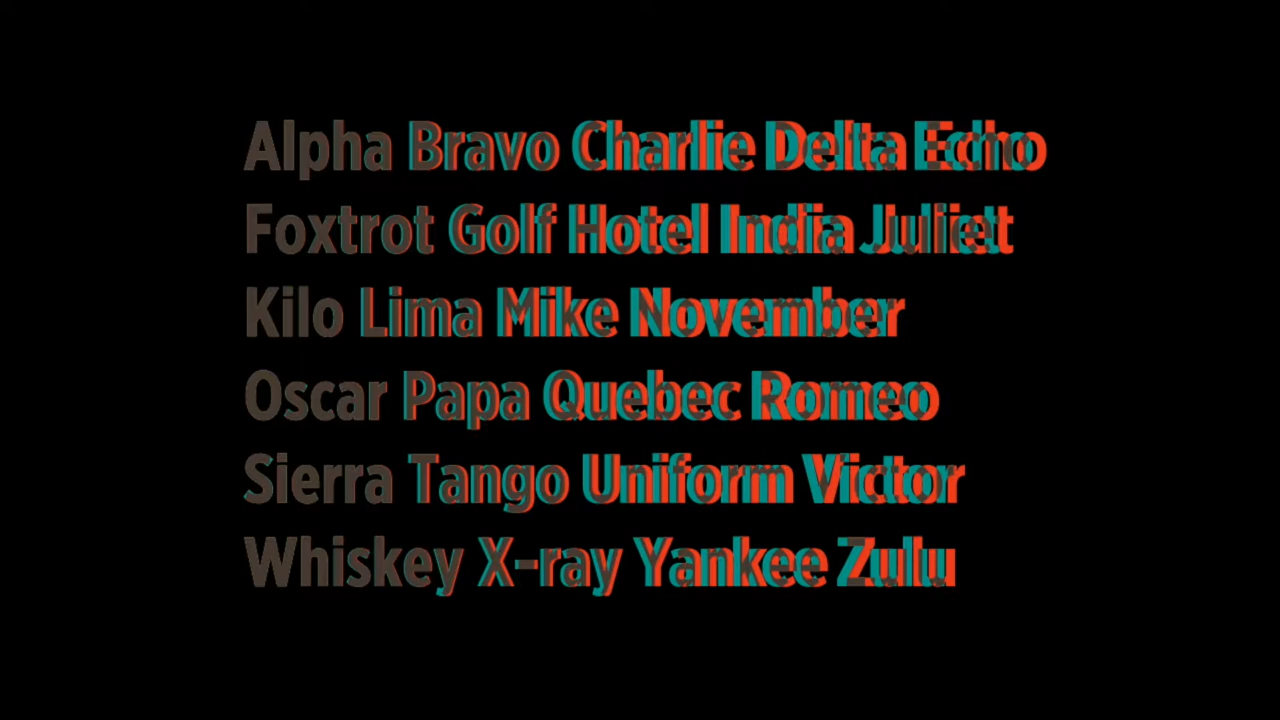 Alpha Bravo Charlie Delta Echo
Foxtrot Golf Hotel India Juliett
Kilo Lima Mike November
Oscar Papa Quebec Romeo
Sierra Tango Uniform Victor
Whiskey X-ray Yankee Zulu